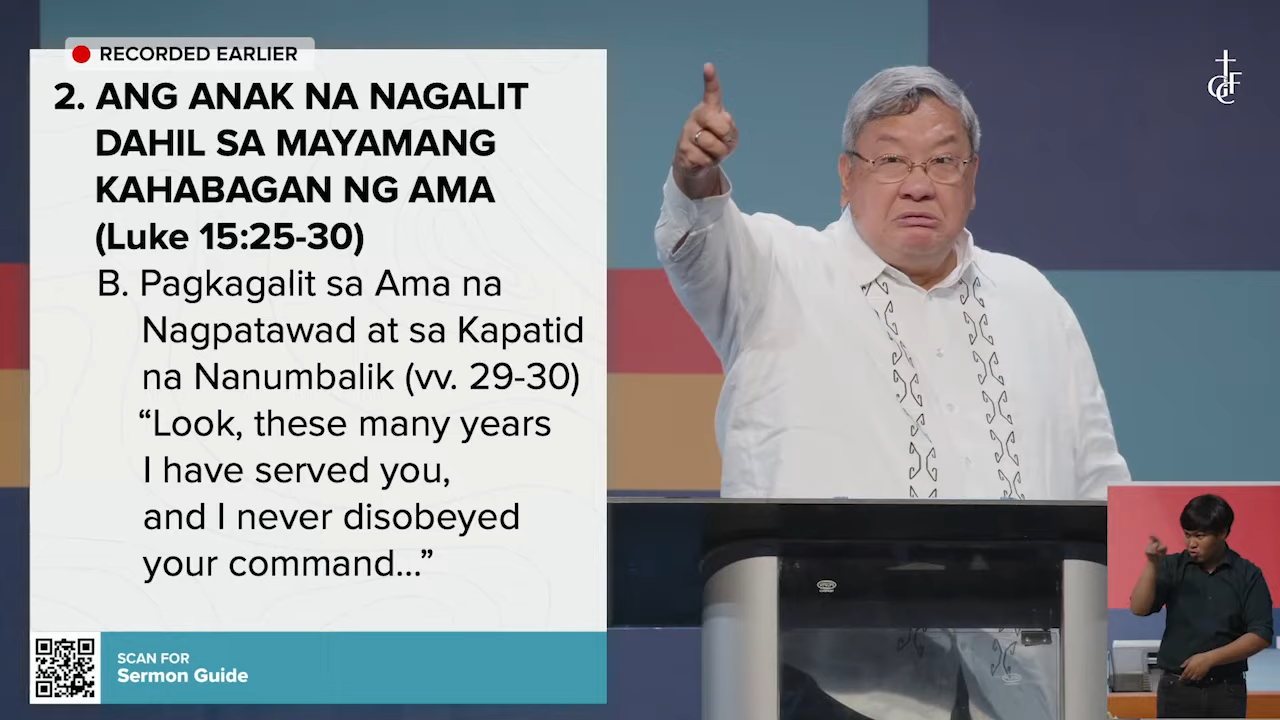 RECORDED EARLIER
2. ANG ANAK NA NAGALIT
DAHIL SA MAYAMANG
KAHABAGAN NG AMA
(Luke 15:25-30)
B. Pagkagalit sa Ama na
Nagpatawad at sa Kapatid
na Nanumbalik (vv. 29-30)
“Look, these many years
I have served you,
and I never disobeyed
your command...”
SCAN FOR
Sermon Guide
GCF